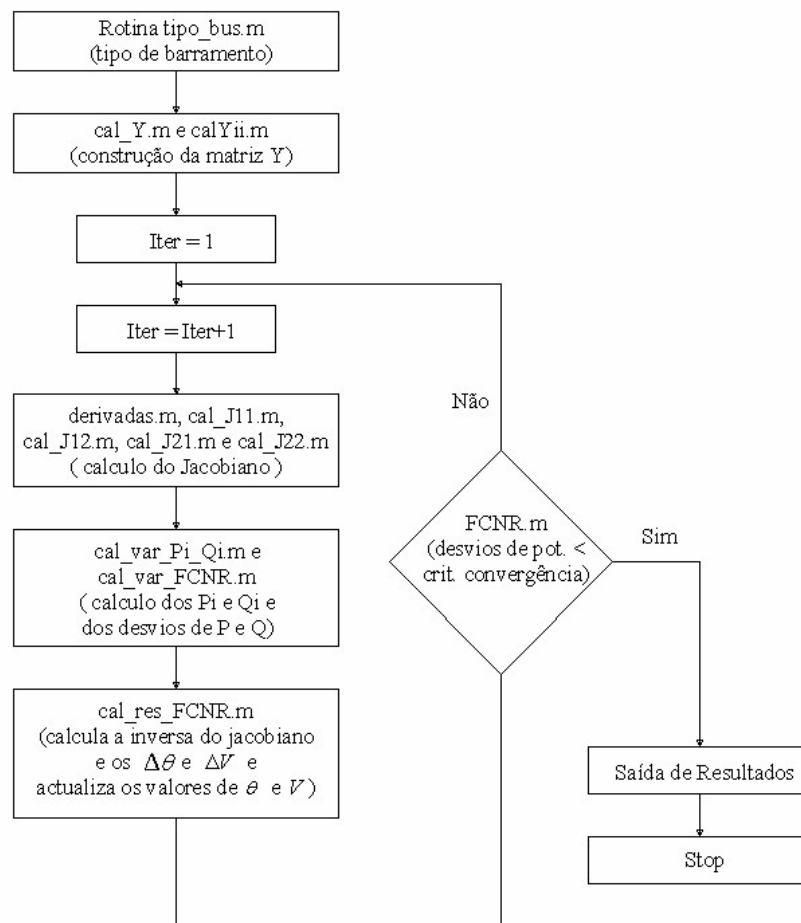 Rotina tipo_bus.m
(tipo de barramento)
cal_Y.m e calYii.m
(construção da matriz Y)
Iter = 1
Iter = Iter+1
derivadas.m, cal_J11.m,
cal_J12.m, cal_J21.m e cal_J22.m
( calculo do Jacobiano )
cal_var_Pi_Qi.m e
cal_var_FCNR.m
( calculo dos Pi e Qi e
dos desvios de P e Q)
cal_res_FCNR.m
(calcula a inversa do jacobiano
e os Δθ e ΔV e
actualiza os valores de θ e V )
Não
FCNR.m
(desvios de pot. <
crit. convergência)
Sim
Saída de Resultados
Stop